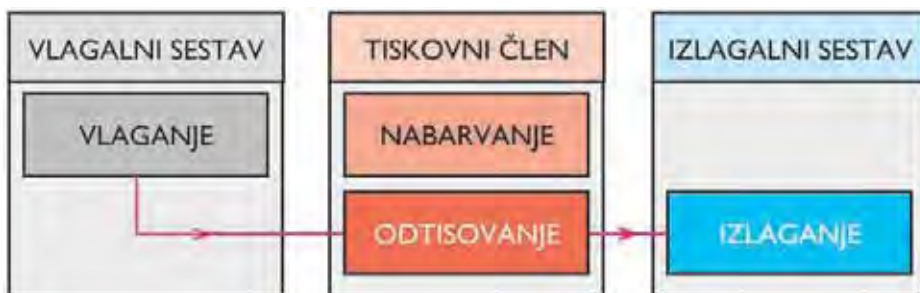 VLAGALNI SESTAV
TISKOVNI ČLEN
IZLAGALNI SESTAV
VLAGANJE
NABARVANJE
ODTISOVANJE
IZLAGANJE